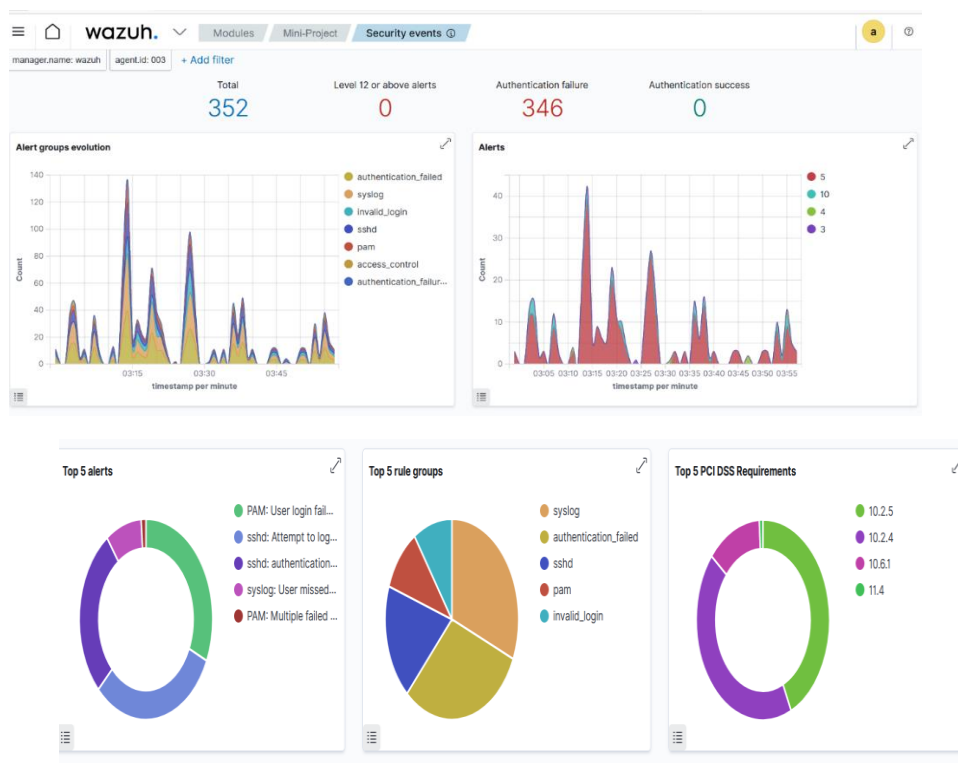 wazuh. Modules Mini-Project Security events a
manager.name: wazuh agent.id: 003 + Add filter
Total Level 12 or above alerts Authentication failure Authentication success
352 0 346 0
Alert groups evolution
140
120
100
80
60
40
20
0
Count
03:15 03:30 03:45
timestamp per minute
authentication_failed
syslog
invalid_login
sshd
pam
access_control
authentication_failur...
Alerts
40
30
20
10
0
Count
03:05 03:10 03:15 03:20 03:25 03:30 03:35 03:40 03:45 03:50 03:55
timestamp per minute
5
10
4
3
Top 5 alerts
PAM: User login fail...
sshd: Attempt to log...
sshd: authentication...
syslog: User missed...
PAM: Multiple failed ...
Top 5 rule groups
syslog
authentication_failed
sshd
pam
invalid_login
Top 5 PCI DSS Requirements
10.2.5
10.2.4
10.6.1
11.4